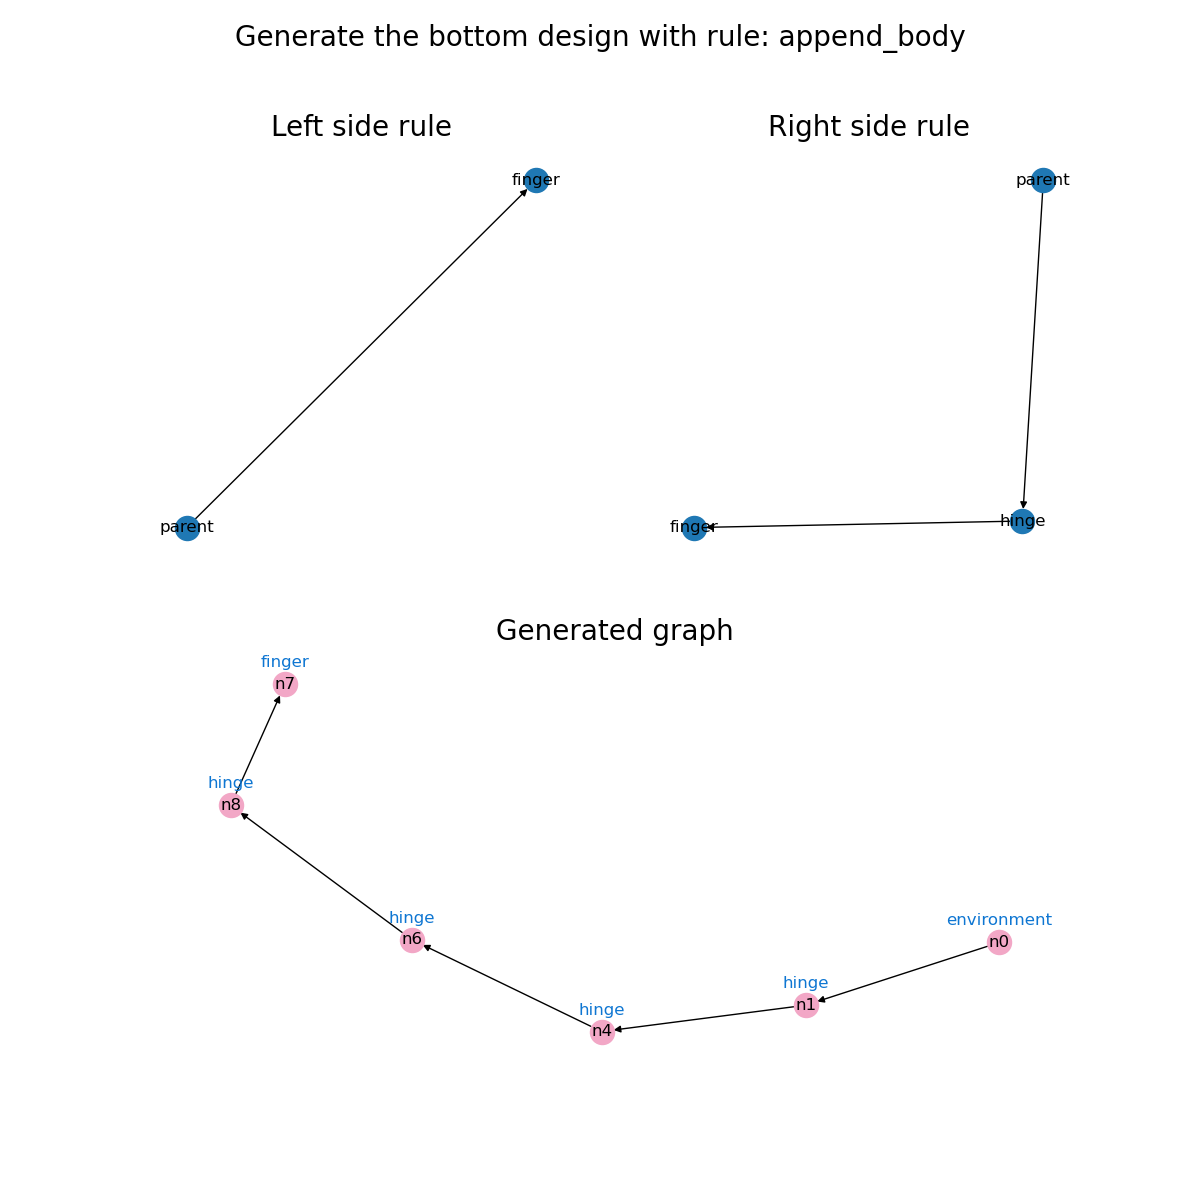 Generate the bottom design with rule: append_body
Left side rule
Right side rule
finger
parent
parent
finger
hinge
Generated graph
finger
n7
hinge
n8
hinge
n6
environment
n0
hinge
n1
hinge
n4